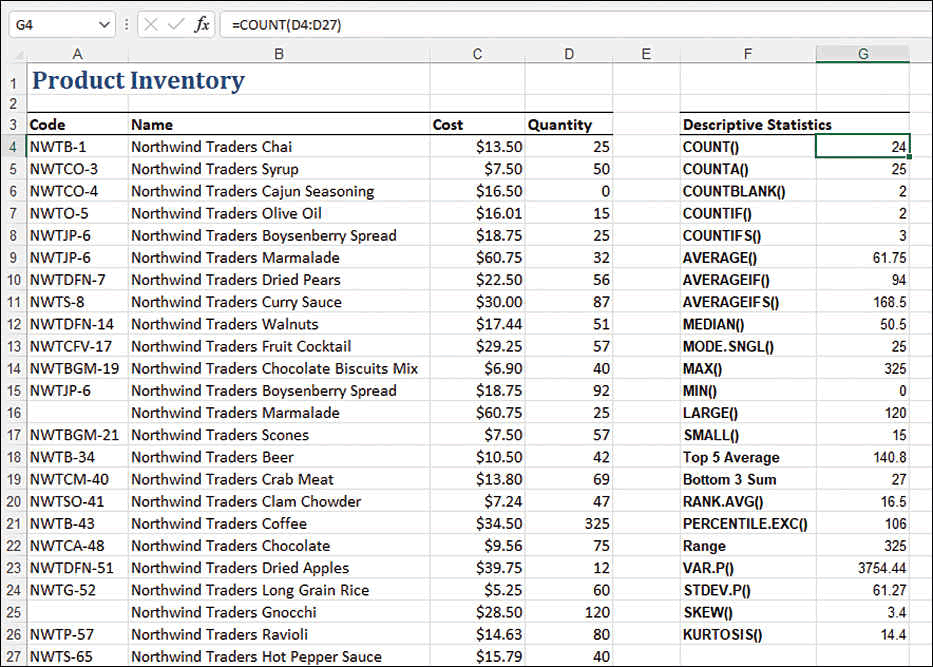 G4 fx =COUNT(D4:D27)
A B C D E F G
1 Product Inventory
2
3 Code Name Cost Quantity Descriptive Statistics
4 NWTB-1 Northwind Traders Chai $13.50 25 COUNT() 24
5 NWTCO-3 Northwind Traders Syrup $7.50 50 COUNTA() 25
6 NWTCO-4 Northwind Traders Cajun Seasoning $16.50 0 COUNTBLANK() 2
7 NWTO-5 Northwind Traders Olive Oil $16.01 15 COUNTIF() 2
8 NWTJP-6 Northwind Traders Boysenberry Spread $18.75 25 COUNTIFS() 3
9 NWTJP-6 Northwind Traders Marmalade $60.75 32 AVERAGE() 61.75
10 NWTDFN-7 Northwind Traders Dried Pears $22.50 56 AVERAGEIF() 94
11 NWTS-8 Northwind Traders Curry Sauce $30.00 87 AVERAGEIFS() 168.5
12 NWTDFN-14 Northwind Traders Walnuts $17.44 51 MEDIAN() 50.5
13 NWTCFV-17 Northwind Traders Fruit Cocktail $29.25 57 MODE.SNGL() 25
14 NWTBGM-19 Northwind Traders Chocolate Biscuits Mix $6.90 40 MAX() 325
15 NWTJP-6 Northwind Traders Boysenberry Spread $18.75 92 MIN() 0
16 Northwind Traders Marmalade $60.75 25 LARGE() 120
17 NWTBGM-21 Northwind Traders Scones $7.50 57 SMALL() 15
18 NWTB-34 Northwind Traders Beer $10.50 42 Top 5 Average 140.8
19 NWTCM-40 Northwind Traders Crab Meat $13.80 69 Bottom 3 Sum 27
20 NWTSO-41 Northwind Traders Clam Chowder $7.24 47 RANK.AVG() 16.5
21 NWTB-43 Northwind Traders Coffee $34.50 325 PERCENTILE.EXC() 106
22 NWTCA-48 Northwind Traders Chocolate $9.56 75 Range 325
23 NWTDFN-51 Northwind Traders Dried Apples $39.75 12 VAR.P() 3754.44
24 NWTG-52 Northwind Traders Long Grain Rice $5.25 60 STDEV.P() 61.27
25 Northwind Traders Gnocchi $28.50 120 SKEW() 3.4
26 NWTP-57 Northwind Traders Ravioli $14.63 80 KURTOSIS() 14.4
27 NWTS-65 Northwind Traders Hot Pepper Sauce $15.79 40